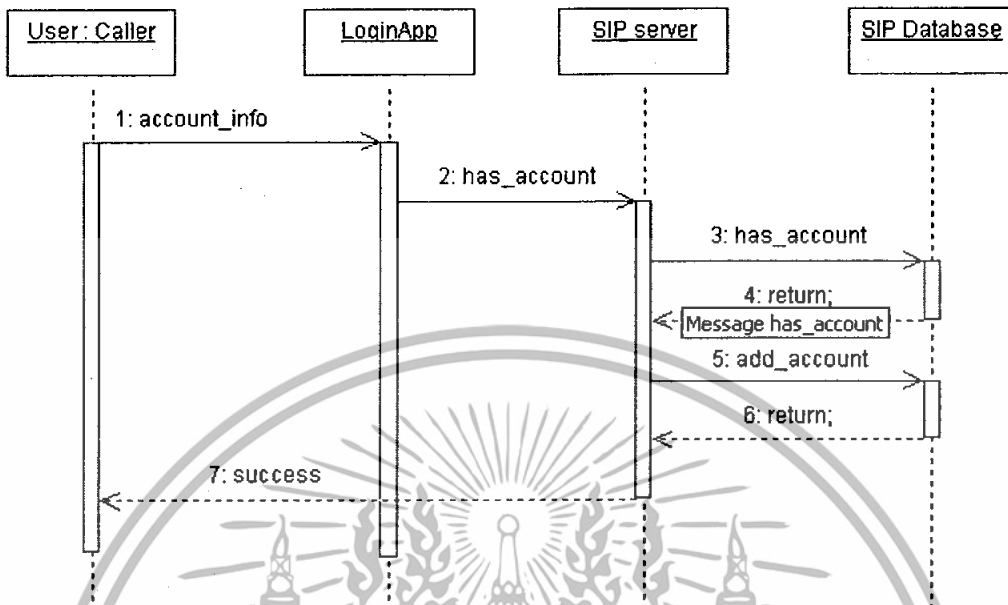 User : Caller
LoginApp
SIP server
SIP Database
1: account_info
2: has_account
3: has_account
4: return;
Message has_account
5: add_account
6: return;
7: success